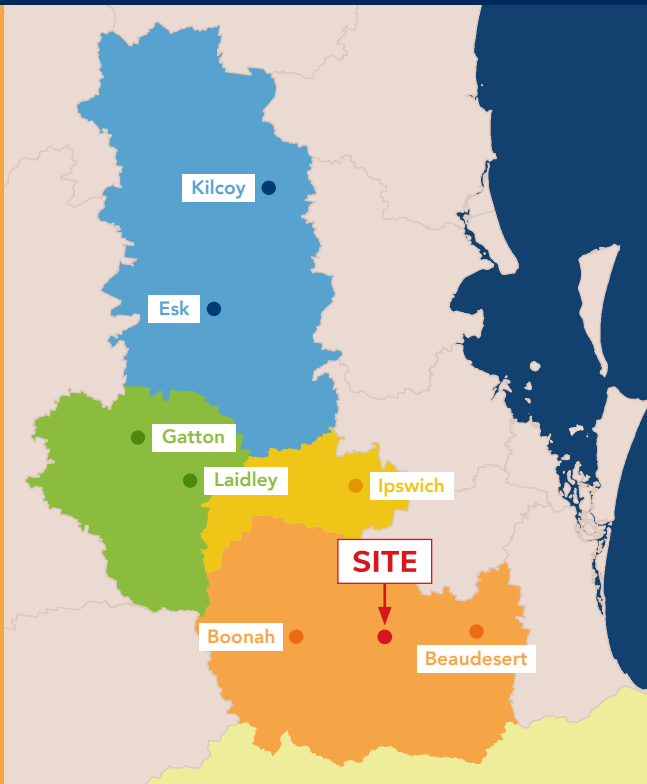 Kilcoy
Esk
Gatton
Laidley
Ipswich
SITE
Boonah
Beaudesert